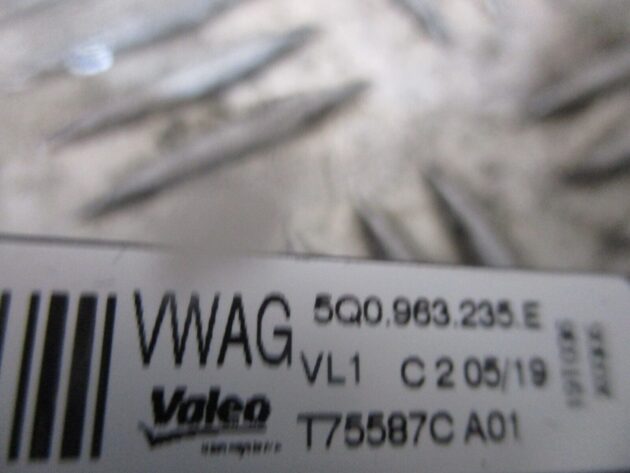 VWAG 5Q0.963.235.E
VL1 C 2 05/19
Valeo T75587C A01